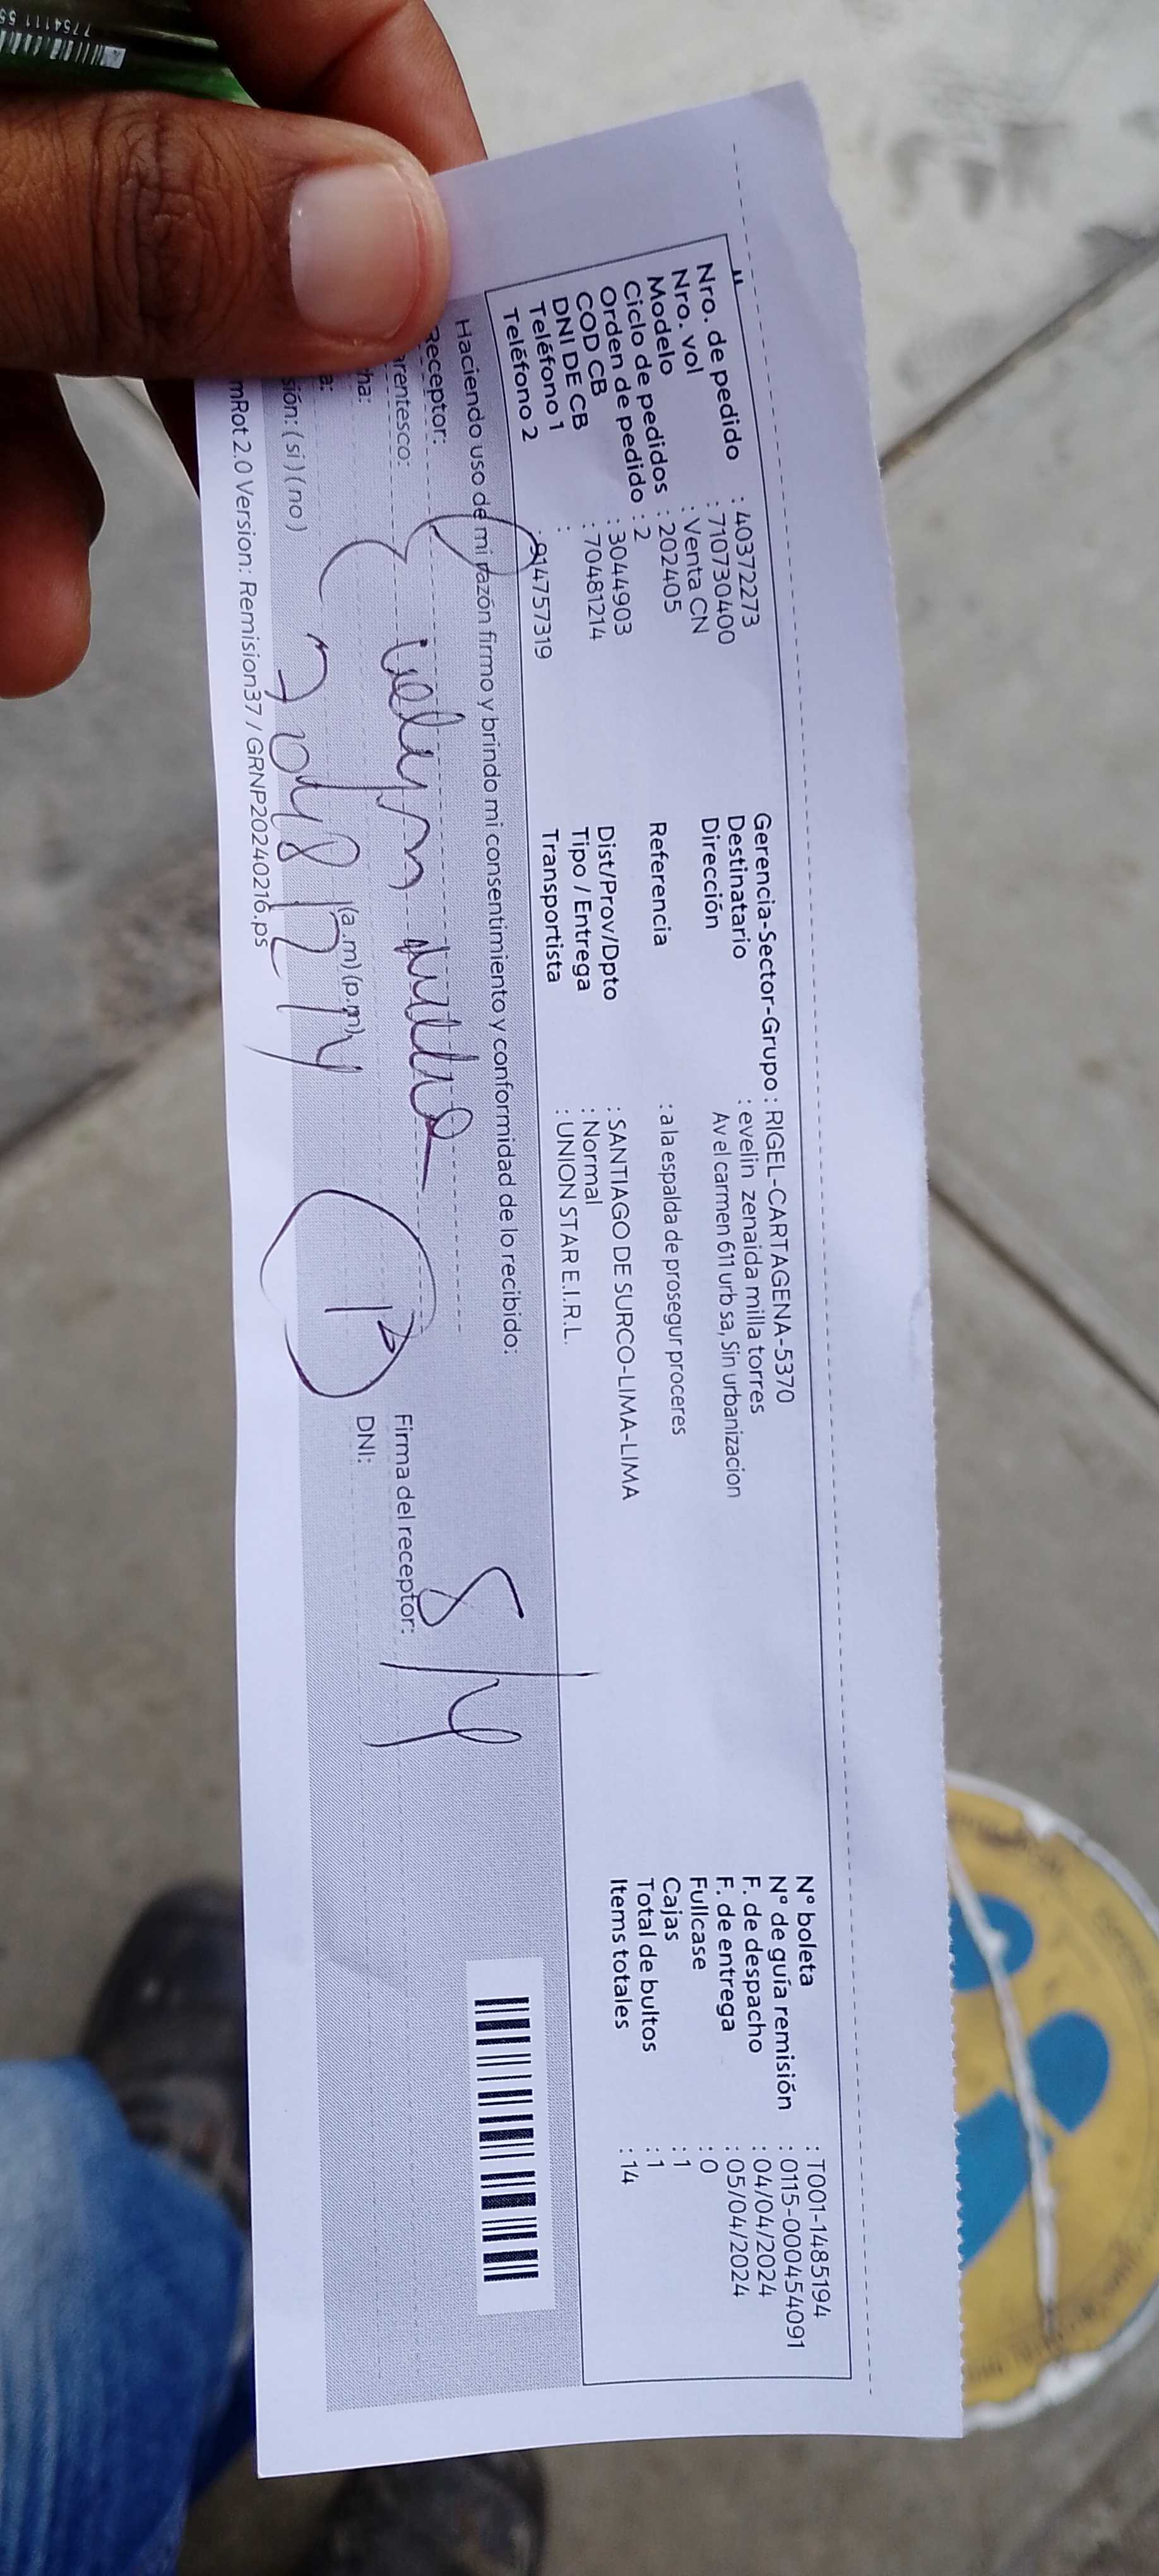 Nro. de pedido : 40372273
Nro. vol : 710730400
Modelo : Venta CN
Ciclo de pedidos : 202405
Orden de pedido : 2
COD CB : 3044903
DNI DE CB : 70481214
Teléfono 1 :
Teléfono 2 914757319
Gerencia-Sector-Grupo : RIGEL-CARTAGENA-5370
Destinatario : evelin zenaida milla torres
Dirección Av el carmen 611 urb sa, Sin urbanizacion
Referencia : a la espalda de prosegur proceres
Dist/Prov/Dpto : SANTIAGO DE SURCO-LIMA-LIMA
Tipo / Entrega : Normal
Transportista : UNION STAR E.I.R.L.
N° boleta : T001-1485194
N° de guía remisión : 0115-0004540­91
F. de despacho : 04/04/2024
F. de entrega : 05/04/2024
Fullcase : 0
Cajas : 1
Total de bultos : 1
Items totales : 14
Haciendo uso de mi razón firmo y brindo mi consentimiento y conformidad de lo recibido:
Receptor:
arentesco:
ha: (a.m) (p.m)
a:
sión: ( si ) ( no )
Firma del receptor:
DNI:
8/4
mRot 2.0 Version: Remision37 / GRNP20240216.ps